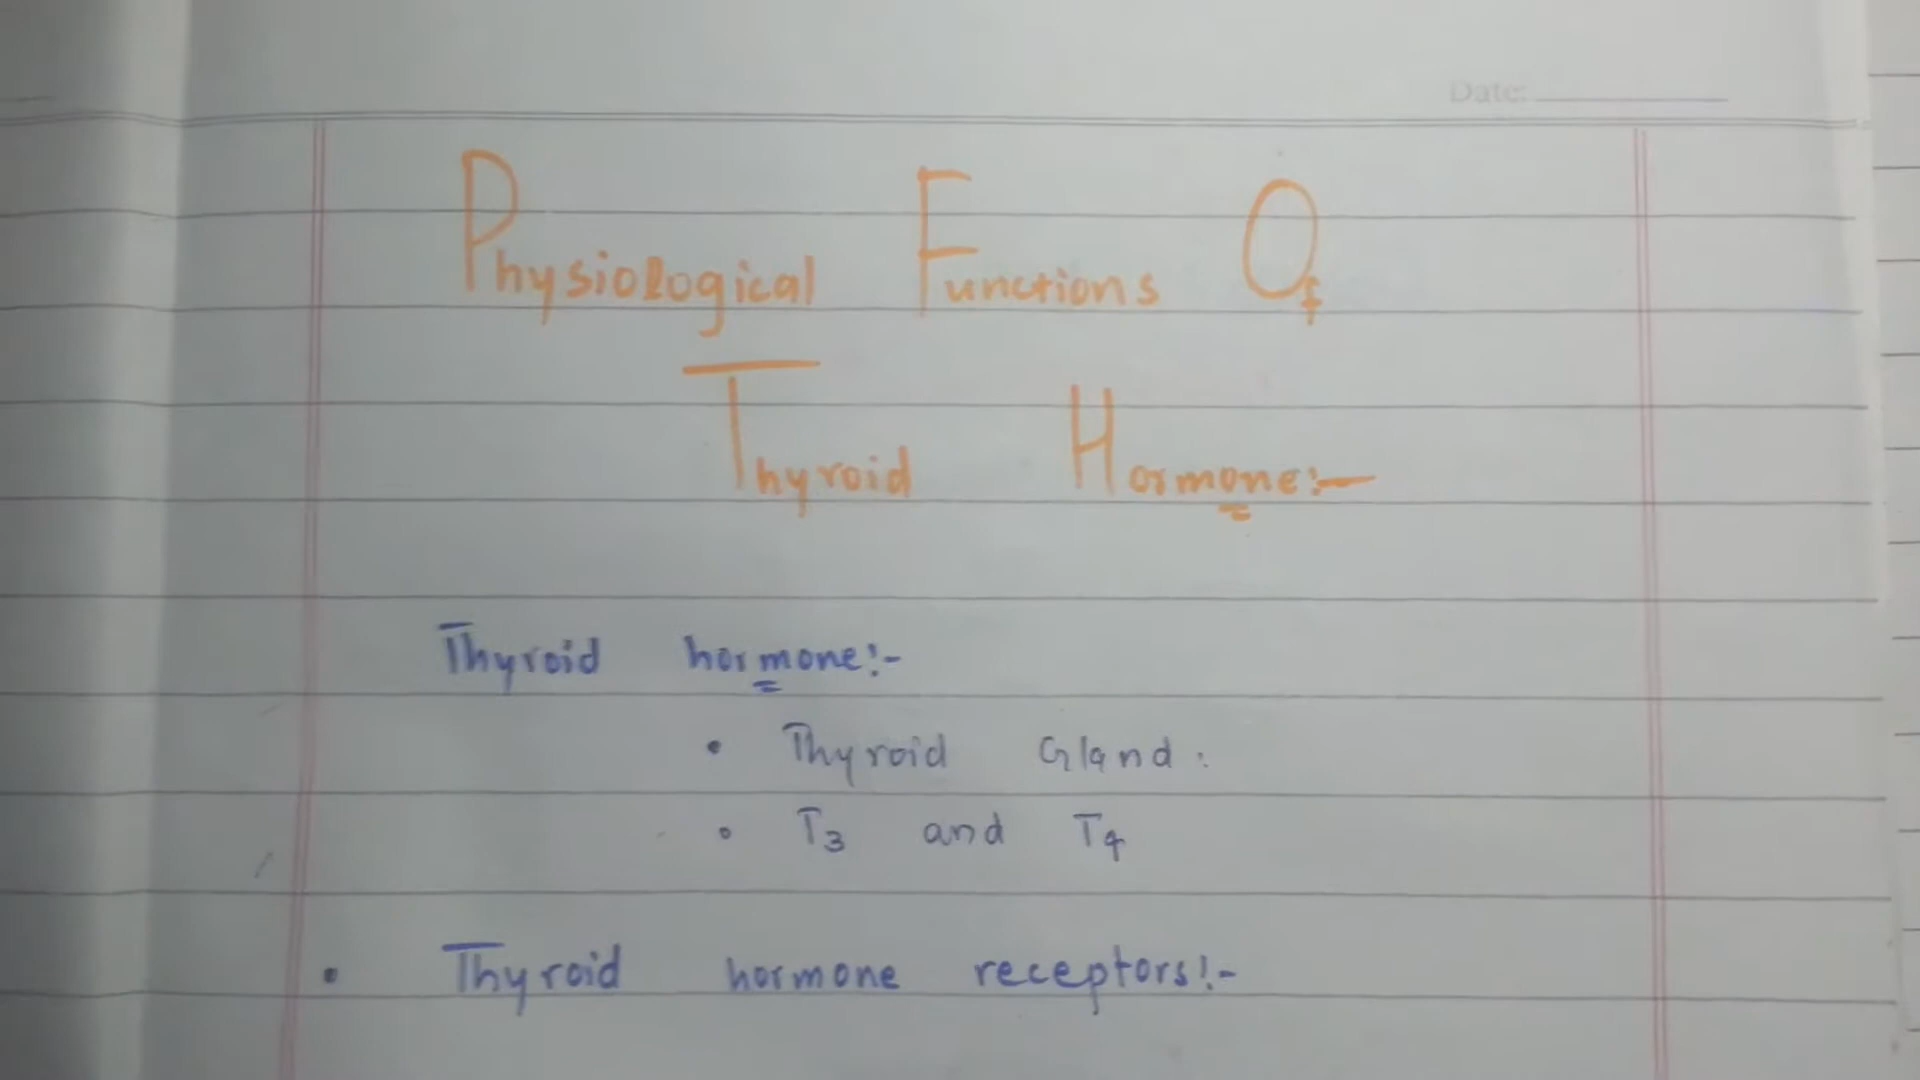 Date:
Physiological Functions Of
Thyroid Hormone:-
Thyroid hormone:-
• Thyroid Gland.
• T3 and T4
• Thyroid hormone receptors:-